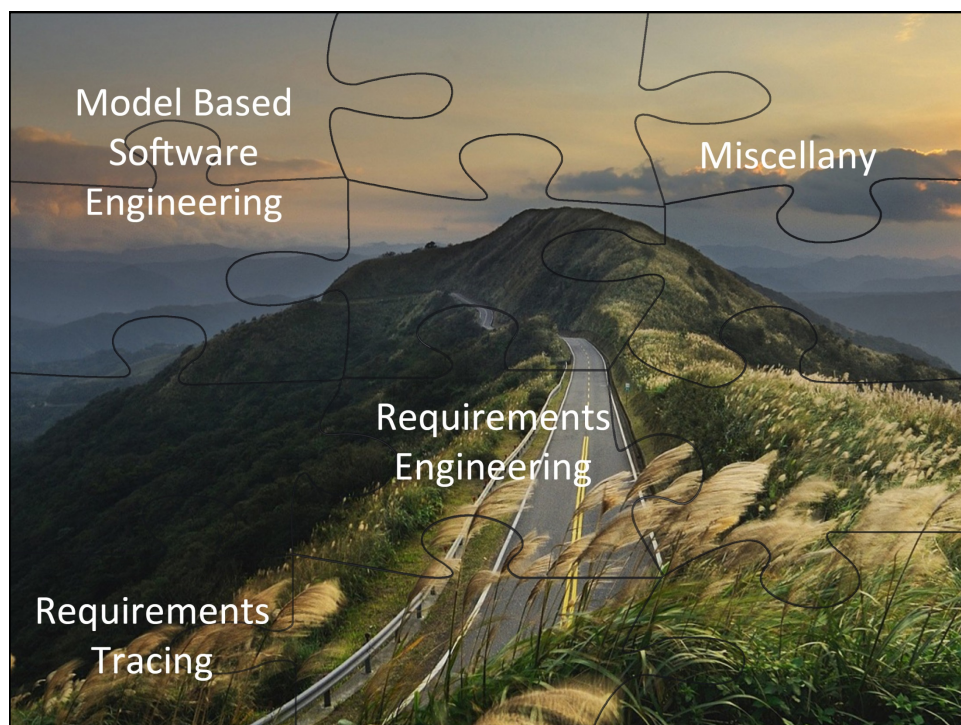 Model Based
Software
Engineering
Miscellany
Requirements
Engineering
Requirements
Tracing